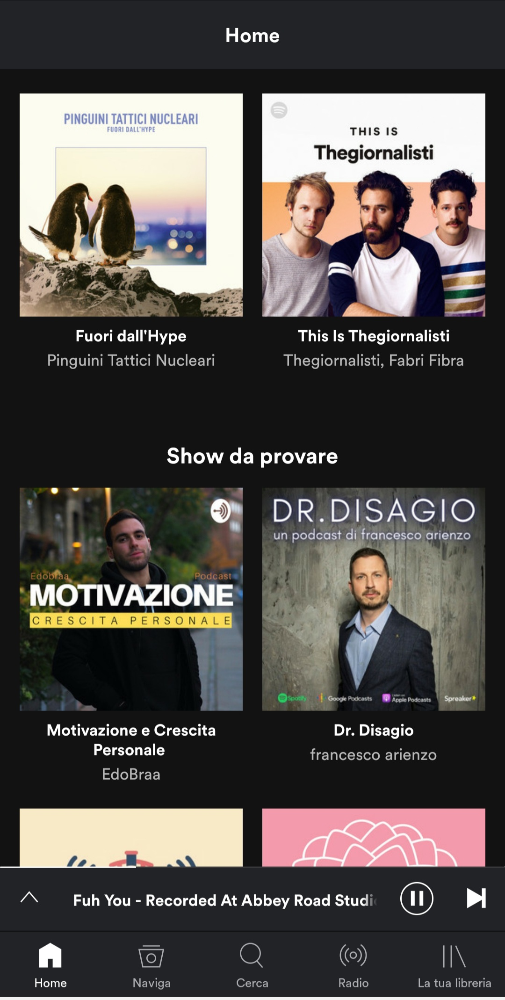 Home
PINGUINI TATTICI NUCLEARI
FUORI DALL'HYPE
THIS IS
Thegiornalisti
Fuori dall'Hype
Pinguini Tattici Nucleari
This Is Thegiornalisti
Thegiornalisti, Fabri Fibra
Show da provare
Edobraa Podcast
MOTIVAZIONE
CRESCITA PERSONALE
DR.DISAGIO
un podcast di francesco arienzo
Spotify
Google Podcasts
Listen on
Apple Podcasts
Spreaker
Motivazione e Crescita
Personale
EdoBraa
Dr. Disagio
francesco arienzo
Fuh You - Recorded At Abbey Road Studi
Home
Naviga
Cerca
Radio
La tua libreria